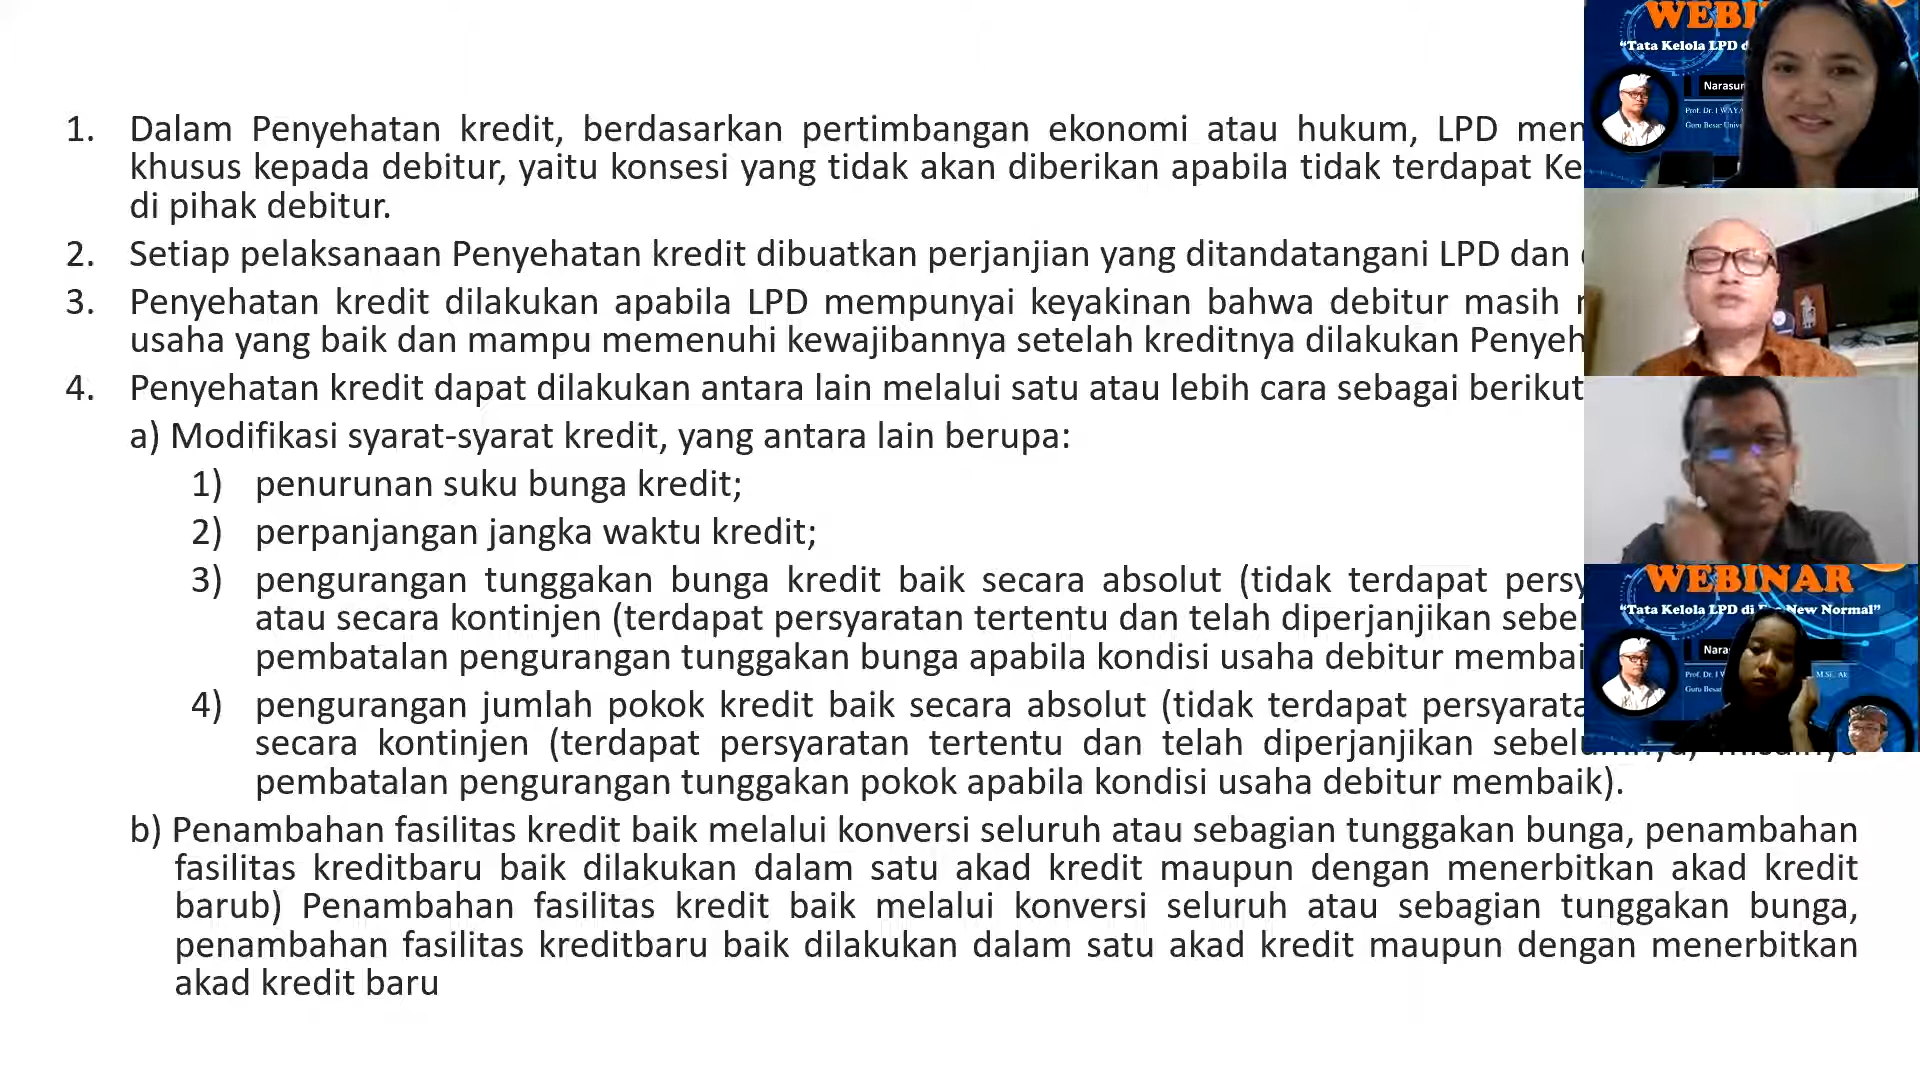 1. Dalam Penyehatan kredit, berdasarkan pertimbangan ekonomi atau hukum, LPD
khusus kepada debitur, yaitu konsesi yang tidak akan diberikan apabila tidak terdapat
di pihak debitur.
2. Setiap pelaksanaan Penyehatan kredit dibuatkan perjanjian yang ditandatangani LPD dan
3. Penyehatan kredit dilakukan apabila LPD mempunyai keyakinan bahwa debitur masih
usaha yang baik dan mampu memenuhi kewajibannya setelah kreditnya dilakukan
4. Penyehatan kredit dapat dilakukan antara lain melalui satu atau lebih cara sebagai berikut
a) Modifikasi syarat-syarat kredit, yang antara lain berupa:
1) penurunan suku bunga kredit;
2) perpanjangan jangka waktu kredit;
3) pengurangan tunggakan bunga kredit baik secara absolut (tidak terdapat
atau secara kontinjen (terdapat persyaratan tertentu dan telah diperjanjikan
pembatalan pengurangan tunggakan bunga apabila kondisi usaha debitur
4) pengurangan jumlah pokok kredit baik secara absolut (tidak terdapat
secara kontinjen (terdapat persyaratan tertentu dan telah diperjanjikan
pembatalan pengurangan tunggakan pokok apabila kondisi usaha debitur membaik).
b) Penambahan fasilitas kredit baik melalui konversi seluruh atau sebagian tunggakan bunga, penambahan
fasilitas kreditbaru baik dilakukan dalam satu akad kredit maupun dengan menerbitkan akad kredit
barub) Penambahan fasilitas kredit baik melalui konversi seluruh atau sebagian tunggakan bunga,
penambahan fasilitas kreditbaru baik dilakukan dalam satu akad kredit maupun dengan menerbitkan
akad kredit baru
"Tata Kelola LPD
Prof. Dr. I
Guru Besar
WEBINAR
"Tata Kelola LPD di New Normal"
Prof. Dr. I M.Si., Ak
Guru Besar